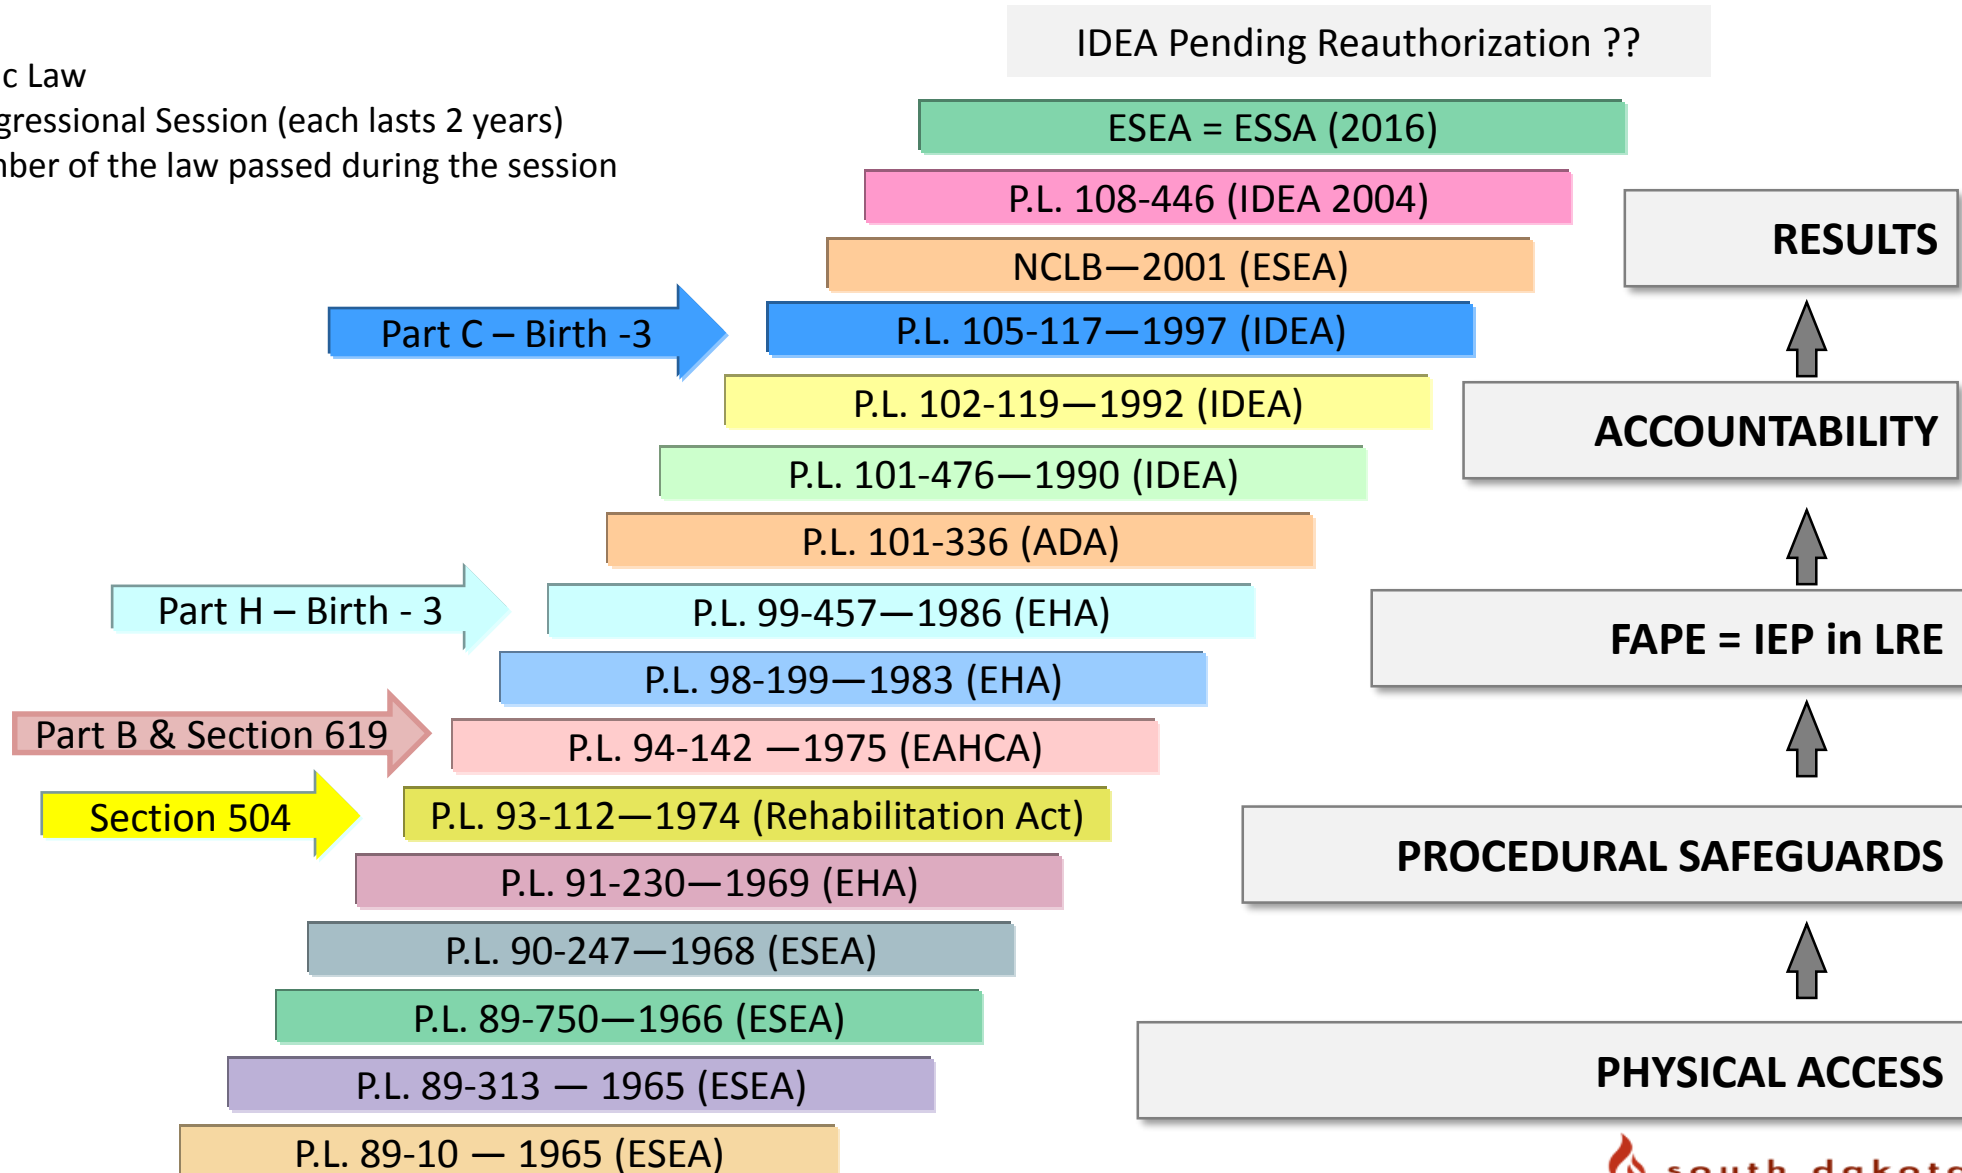 IDEA Pending Reauthorization ??
c Law
gressional Session (each lasts 2 years)
nber of the law passed during the session
ESEA = ESSA (2016)
P.L. 108-446 (IDEA 2004)
RESULTS
NCLB—2001 (ESEA)
Part C – Birth -3
P.L. 105-117—1997 (IDEA)
P.L. 102-119—1992 (IDEA)
ACCOUNTABILITY
P.L. 101-476—1990 (IDEA)
P.L. 101-336 (ADA)
Part H – Birth - 3
P.L. 99-457—1986 (EHA)
FAPE = IEP in LRE
P.L. 98-199—1983 (EHA)
Part B & Section 619
P.L. 94-142 —1975 (EAHCA)
Section 504
P.L. 93-112—1974 (Rehabilitation Act)
PROCEDURAL SAFEGUARDS
P.L. 91-230—1969 (EHA)
P.L. 90-247—1968 (ESEA)
P.L. 89-750—1966 (ESEA)
PHYSICAL ACCESS
P.L. 89-313 — 1965 (ESEA)
P.L. 89-10 — 1965 (ESEA)
south dakota